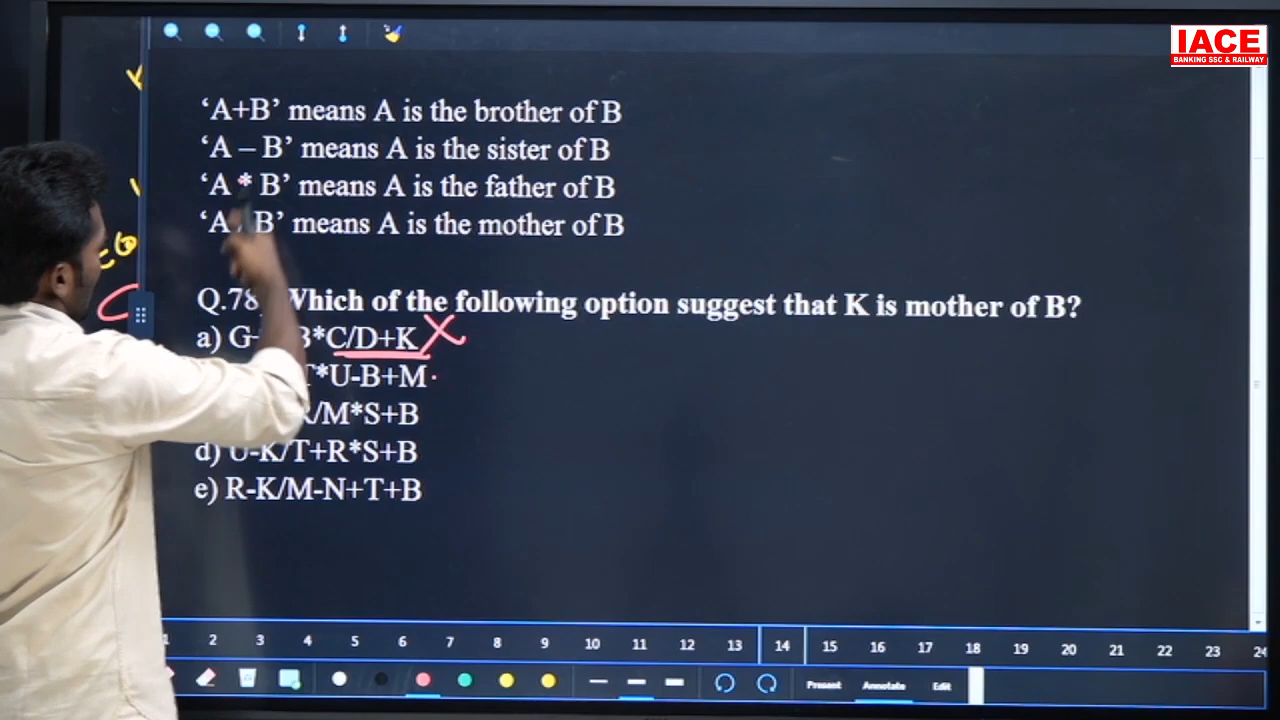 IACE
BANKING SSC & RAILWAY
‘A+B’ means A is the brother of B
‘A – B’ means A is the sister of B
‘A * B’ means A is the father of B
‘A B’ means A is the mother of B
Q.78 Which of the following option suggest that K is mother of B?
a) G B*C/D+K
T*U-B+M
/M*S+B
d) U-K/T+R*S+B
e) R-K/M-N+T+B
1 2 3 4 5 6 7 8 9 10 11 12 13 14 15 16 17 18 19 20 21 22 23 24
Present Annotate Edit